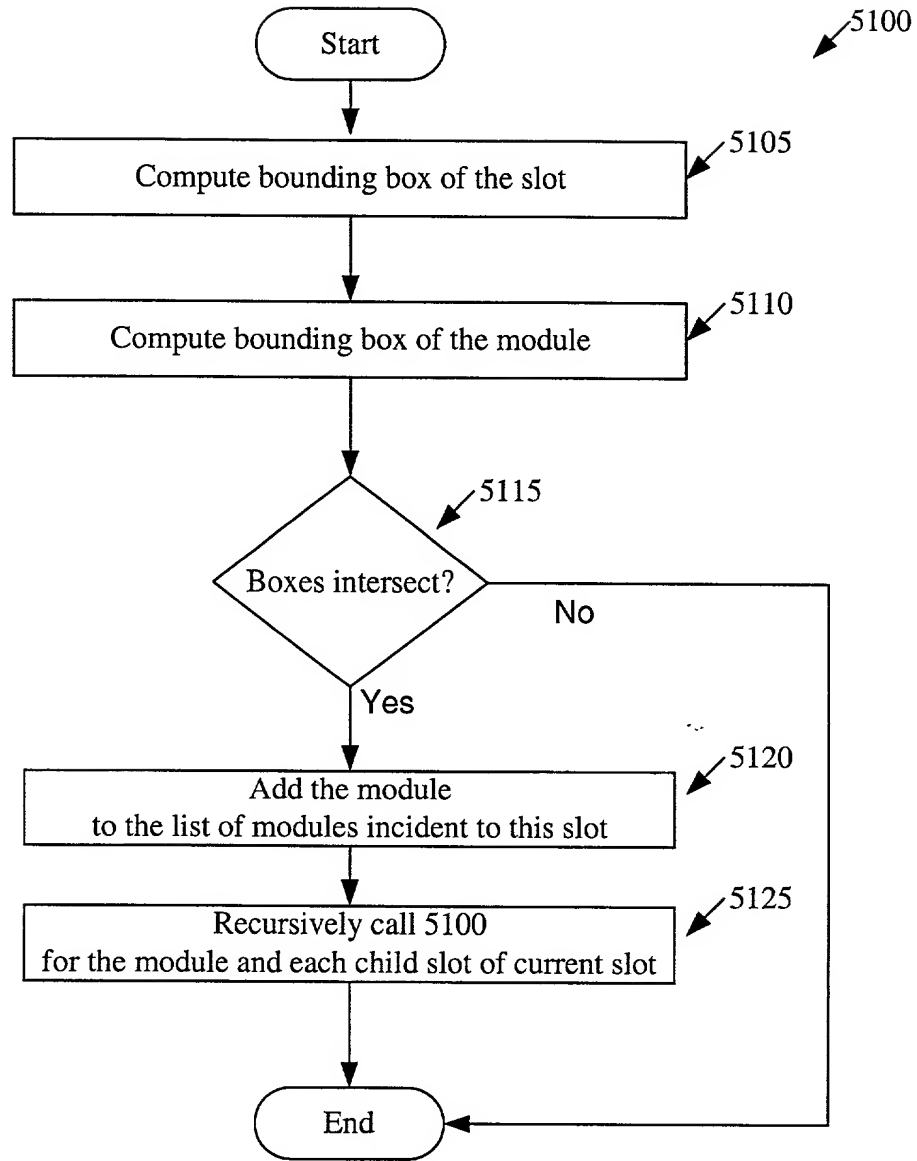 Start
5100
5105
Compute bounding box of the slot
5110
Compute bounding box of the module
5115
Boxes intersect?
No
Yes
5120
Add the module
to the list of modules incident to this slot
5125
Recursively call 5100
for the module and each child slot of current slot
End